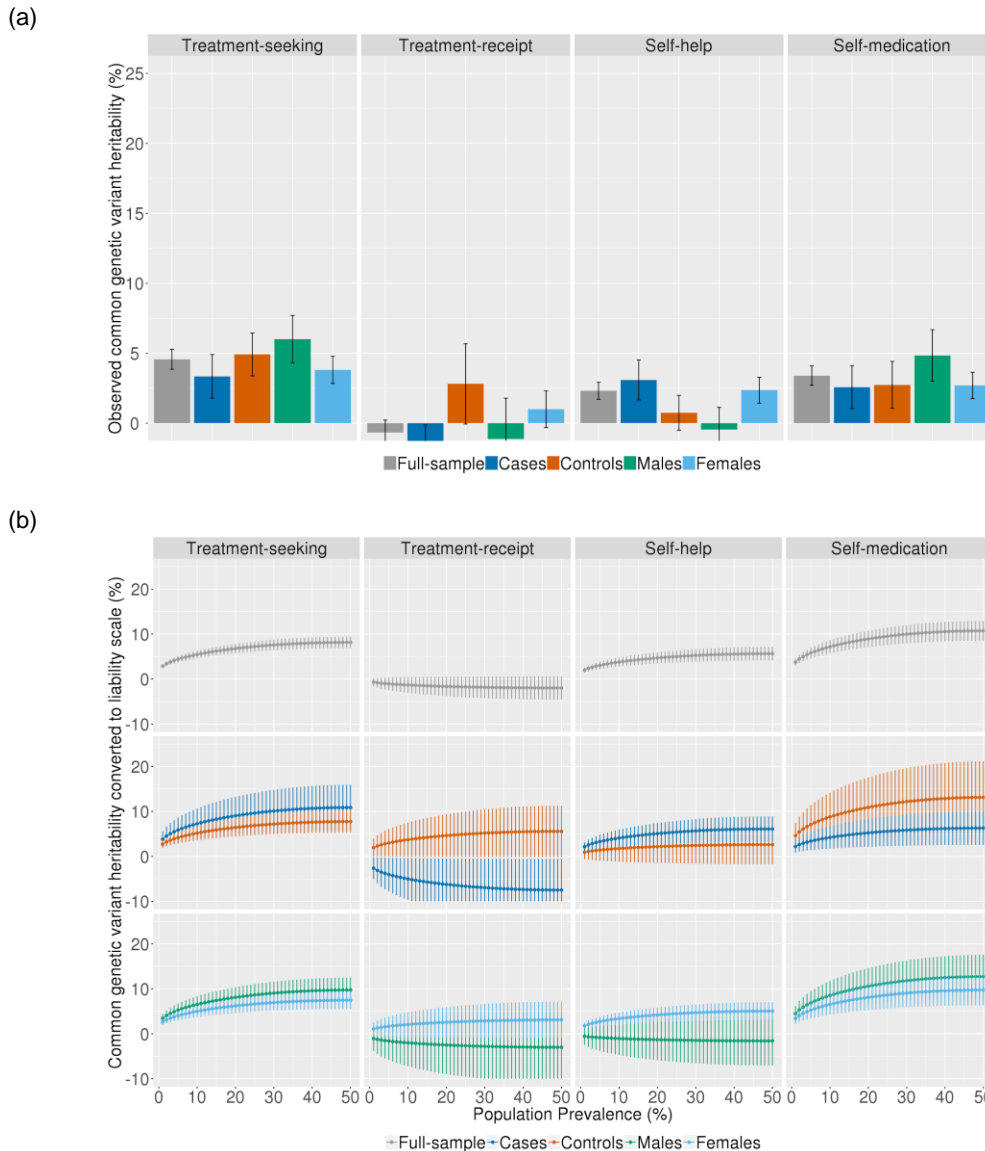 (a)
Treatment-seeking Treatment-receipt Self-help Self-medication
Observed common genetic variant heritability (%)
25
20
15
10
5
0
Full-sample Cases Controls Males Females
(b)
Treatment-seeking Treatment-receipt Self-help Self-medication
Common genetic variant heritability converted to liability scale (%)
20
10
0
-10
20
10
0
-10
20
10
0
-10
0 10 20 30 40 50 0 10 20 30 40 50 0 10 20 30 40 50 0 10 20 30 40 50
Population Prevalence (%)
Full-sample Cases Controls Males Females